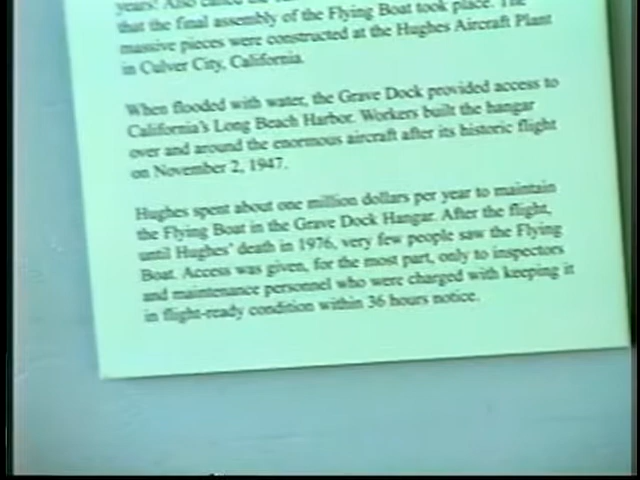 years! Also
that the final assembly of the Flying Boat took place. The
massive pieces were constructed at the Hughes Aircraft Plant
in Culver City, California.
When flooded with water, the Grave Dock provided access to
California's Long Beach Harbor. Workers built the hangar
over and around the enormous aircraft after its historic flight
on November 2, 1947.
Hughes spent about one million dollars per year to maintain
the Flying Boat in the Grave Dock Hangar. After the flight,
until Hughes' death in 1976, very few people saw the Flying
Boat. Access was given, for the most part, only to inspectors
and maintenance personnel who were charged with keeping it
in flight-ready condition within 36 hours notice.